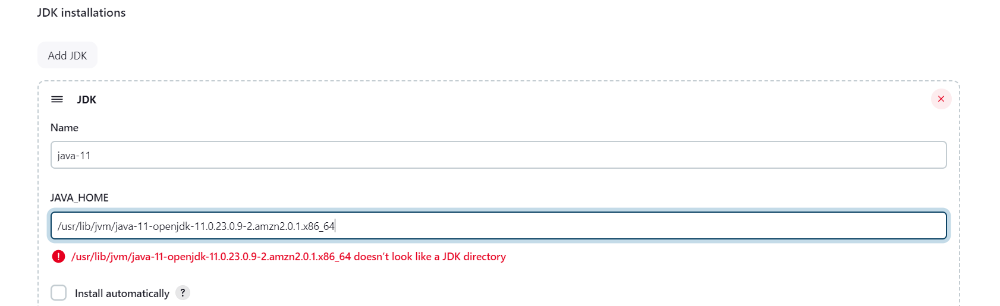 JDK installations
Add JDK
JDK
Name
java-11
JAVA_HOME
/usr/lib/jvm/java-11-openjdk-11.0.23.0.9-2.amzn2.0.1.x86_64
/usr/lib/jvm/java-11-openjdk-11.0.23.0.9-2.amzn2.0.1.x86_64 doesn't look like a JDK directory
Install automatically ?